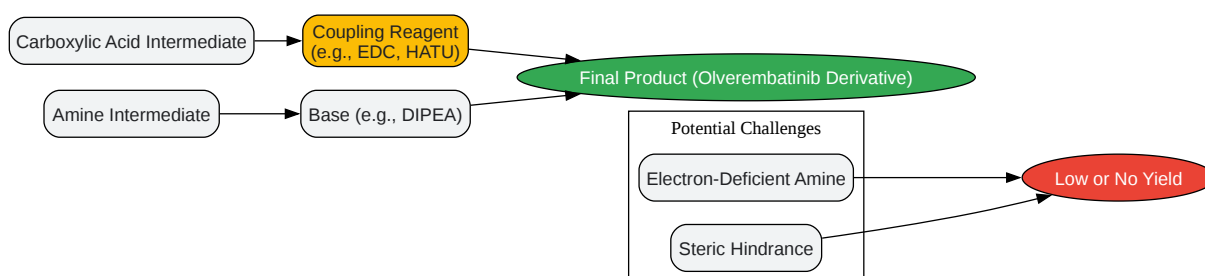 Carboxylic Acid Intermediate
Coupling Reagent
(e.g., EDC, HATU)
Final Product (Olverembatinib Derivative)
Amine Intermediate
Base (e.g., DIPEA)
Potential Challenges
Electron-Deficient Amine
Low or No Yield
Steric Hindrance